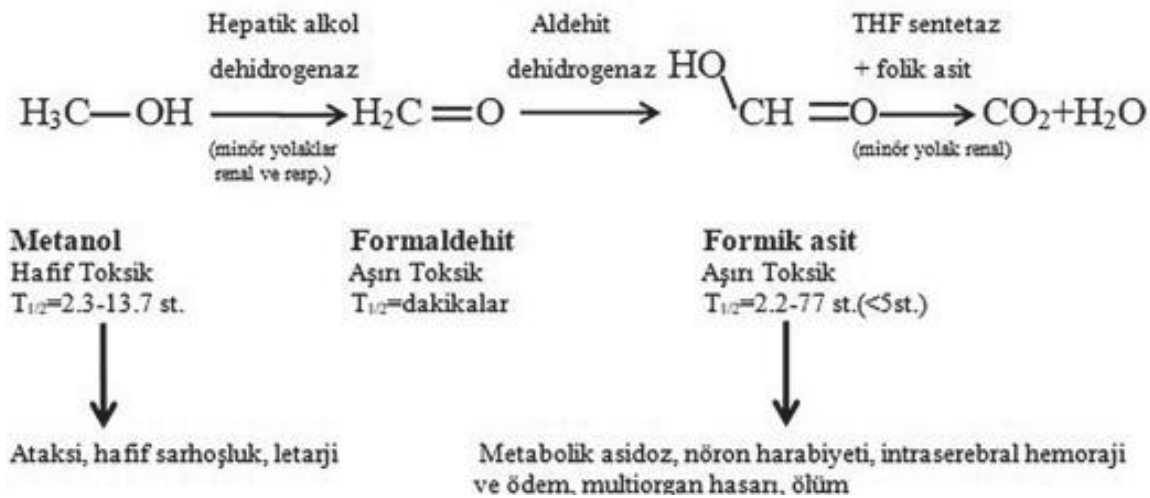 Hepatik alkol
dehidrogenaz
Aldehit
dehidrogenaz
THF sentetaz
+ folik asit
H₃C—OH
H₂C=O
HO
CH=O
CO₂+H₂O
(minör yolaklar
renal ve resp.)
(minör yolak renal)
Metanol
Hafif Toksik
T1/2=2.3-13.7 st.
Formaldehit
Aşırı Toksik
T1/2=dakikalar
Formik asit
Aşırı Toksik
T1/2=2.2-77 st.(<5st.)
Ataksi, hafif sarhoşluk, letarji
Metabolik asidoz, nöron harabiyeti, intraserebral hemoraji
ve ödem, multiorgan hasarı, ölüm